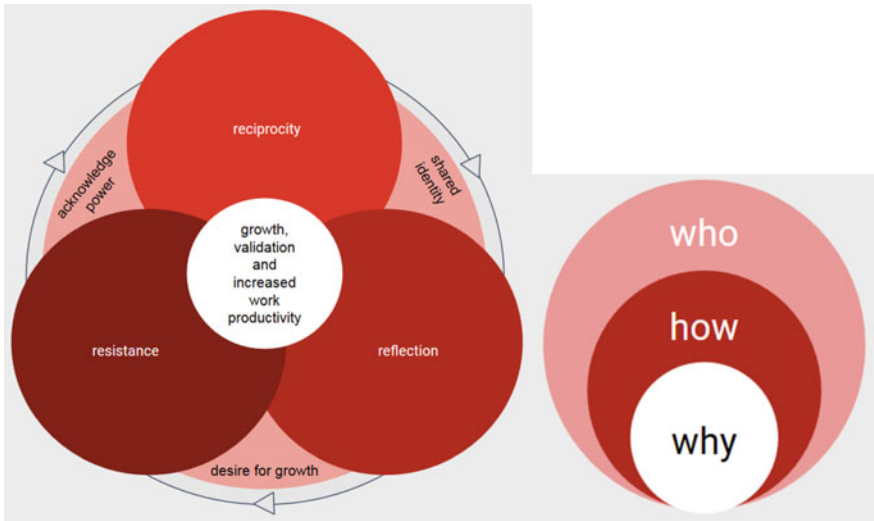 reciprocity
acknowledge
power
shared
identity
growth,
validation
and
increased
work
productivity
resistance
reflection
desire for growth
who
how
why